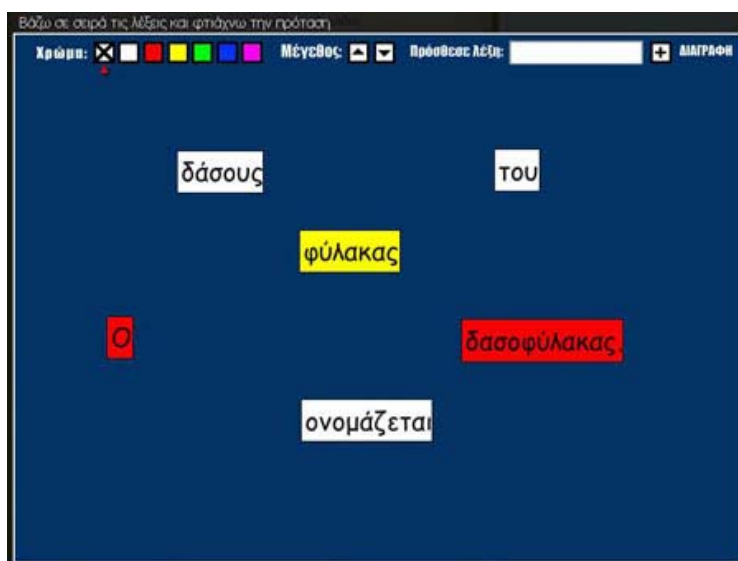 Βάζω σε σειρά τις λέξεις και φτιάχνω την πρόταση
Χρώμα: Μέγεθος: Πρόσθεσε λέξη: ΔΙΑΓΡΑΦΗ
δάσους του
φύλακας
Ο δασοφύλακας.
ονομάζεται